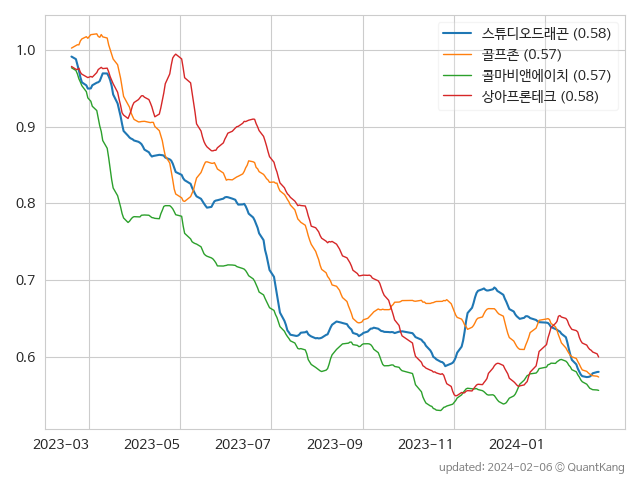 스튜디오드래곤 (0.58)
골프존 (0.57)
콜마비앤에이치 (0.57)
상아프론테크 (0.58)
1.0
0.9
0.8
0.7
0.6
2023-03 2023-05 2023-07 2023-09 2023-11 2024-01
updated: 2024-02-06 © QuantKang